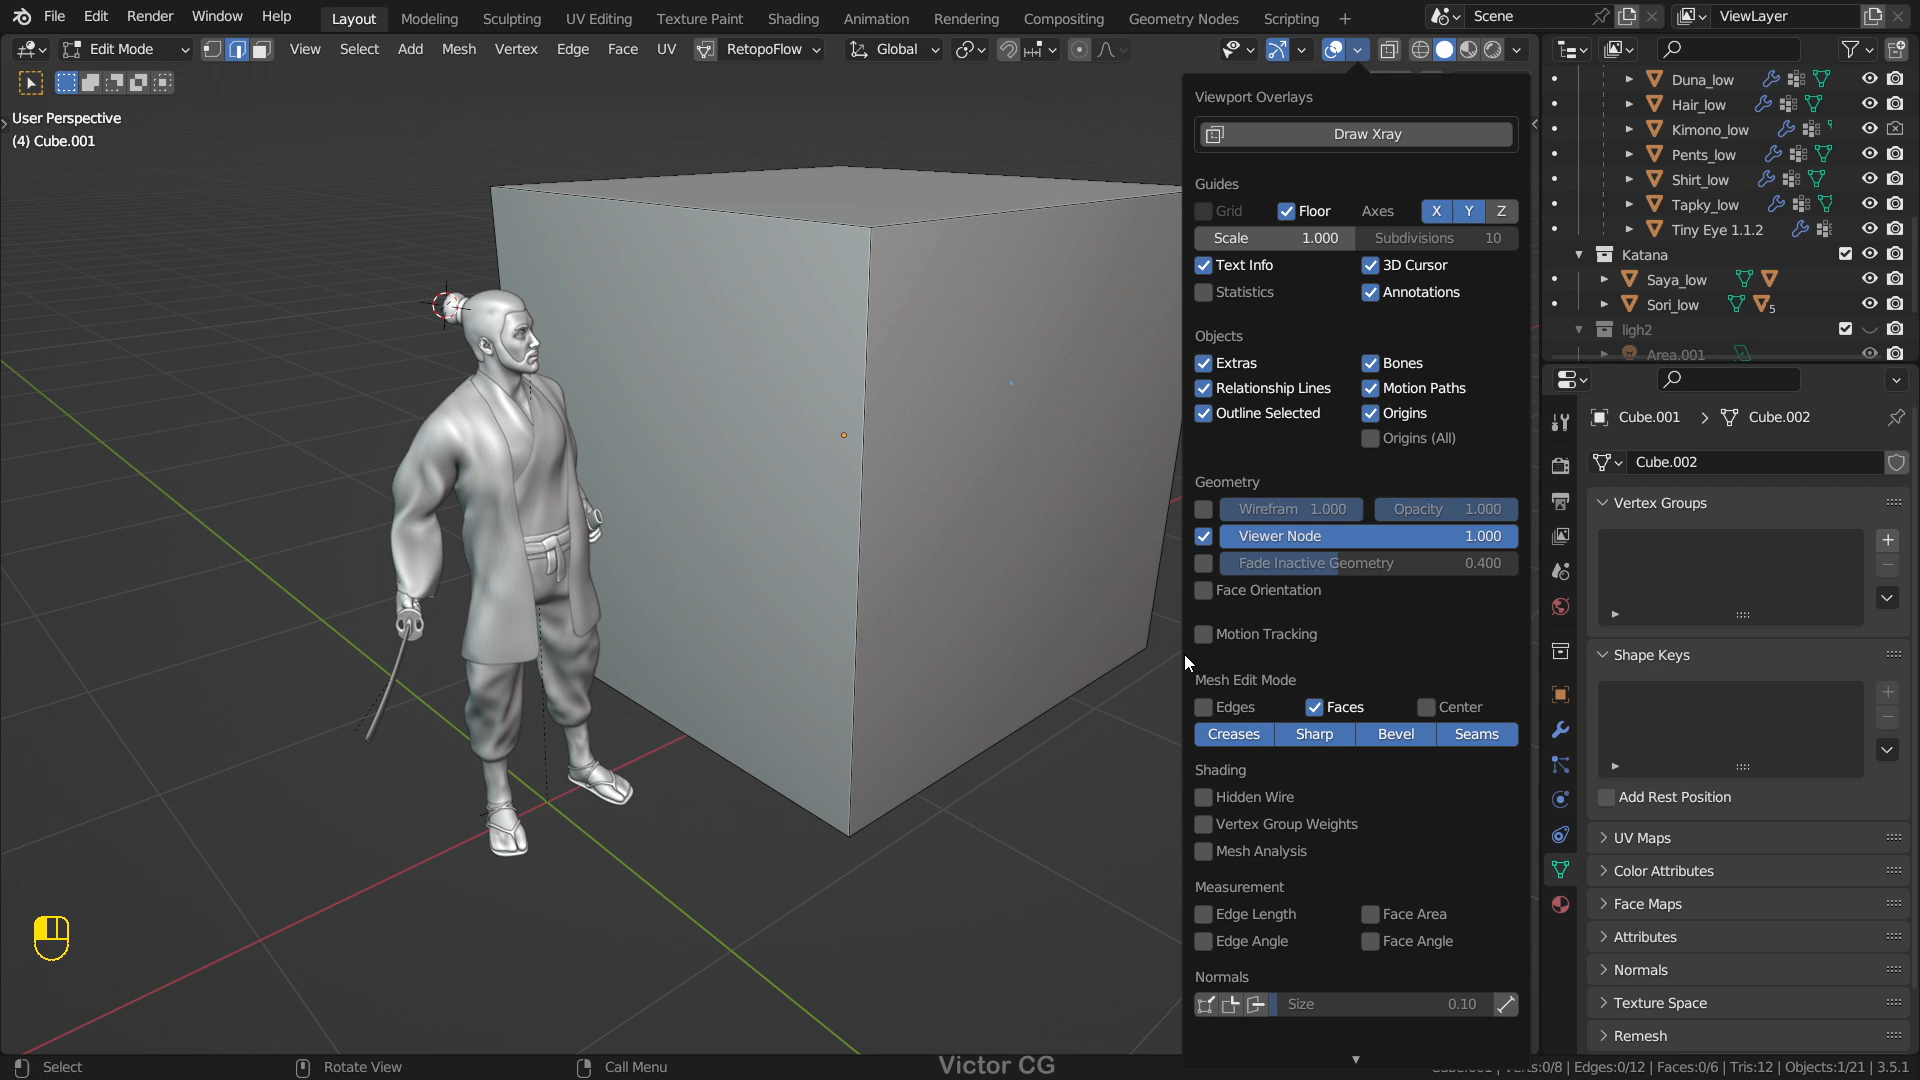 File Edit Render Window Help Layout Modeling Sculpting UV Editing Texture Paint Shading Animation Rendering Compositing Geometry Nodes Scripting + Scene ViewLayer
Edit Mode View Select Add Mesh Vertex Edge Face UV RetopoFlow Global
User Perspective
(4) Cube.001
Viewport Overlays
Draw Xray
Guides
Grid Floor Axes X Y Z
Scale 1.000 Subdivisions 10
Text Info 3D Cursor
Statistics Annotations
Objects
Extras Bones
Relationship Lines Motion Paths
Outline Selected Origins
Origins (All)
Geometry
Wirefram 1.000 Opacity 1.000
Viewer Node 1.000
Fade Inactive Geometry 0.400
Face Orientation
Motion Tracking
Mesh Edit Mode
Edges Faces Center
Creases Sharp Bevel Seams
Shading
Hidden Wire
Vertex Group Weights
Mesh Analysis
Measurement
Edge Length Face Area
Edge Angle Face Angle
Normals
Size 0.10
Duna_low
Hair_low
Kimono_low
Pents_low
Shirt_low
Tapky_low
Tiny Eye 1.1.2
Katana
Saya_low
Sori_low 5
ligh2
Area.001
Cube.001 Cube.002
Cube.002
Vertex Groups
Shape Keys
Add Rest Position
UV Maps
Color Attributes
Face Maps
Attributes
Normals
Texture Space
Remesh
Select Rotate View Call Menu Victor CG Edges:0/12 | Faces:0/6 | Tris:12 | Objects:1/21 | 3.5.1